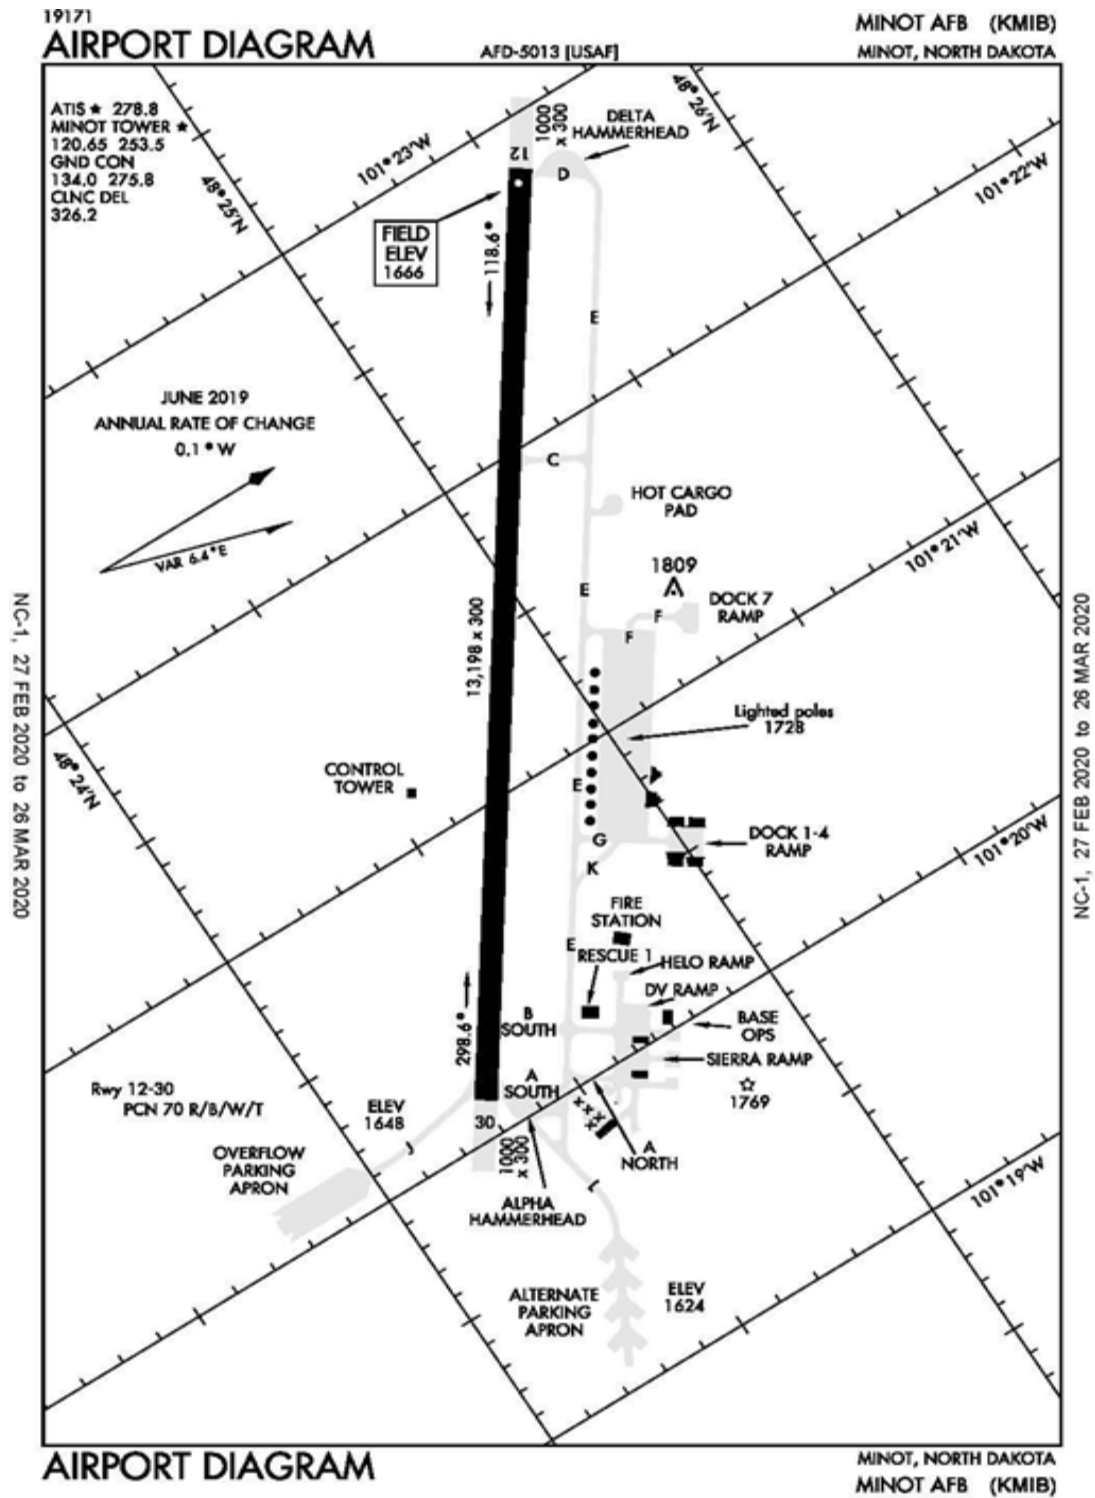 19171
AIRPORT DIAGRAM
AFD-5013 [USAF]
MINOT AFB (KMIB)
MINOT, NORTH DAKOTA
ATIS ★ 278.8
MINOT TOWER ★
120.65 253.5
GND CON
134.0 275.8
CLNC DEL
326.2
48°25'N
101°23'W
48°26'N
101°22'W
1000
x 300
DELTA
HAMMERHEAD
12
D
FIELD
ELEV
1666
118.6°
E
JUNE 2019
ANNUAL RATE OF CHANGE
0.1° W
VAR 6.4°E
C
HOT CARGO
PAD
101°21'W
1809
E
DOCK 7
RAMP
F
F
13,198 x 300
Lighted poles
1728
48°24'N
CONTROL
TOWER
E
G
K
DOCK 1-4
RAMP
101°20'W
FIRE
STATION
E
RESCUE 1
HELO RAMP
DV RAMP
298.6°
B
SOUTH
BASE
OPS
SIERRA RAMP
A
SOUTH
1769
Rwy 12-30
PCN 70 R/B/W/T
ELEV
1648
30
1000
x 300
x x x x
A
NORTH
J
OVERFLOW
PARKING
APRON
101°19'W
ALPHA
HAMMERHEAD
ALTERNATE
PARKING
APRON
ELEV
1624
NC-1, 27 FEB 2020 to 26 MAR 2020
NC-1, 27 FEB 2020 to 26 MAR 2020
AIRPORT DIAGRAM
MINOT, NORTH DAKOTA
MINOT AFB (KMIB)